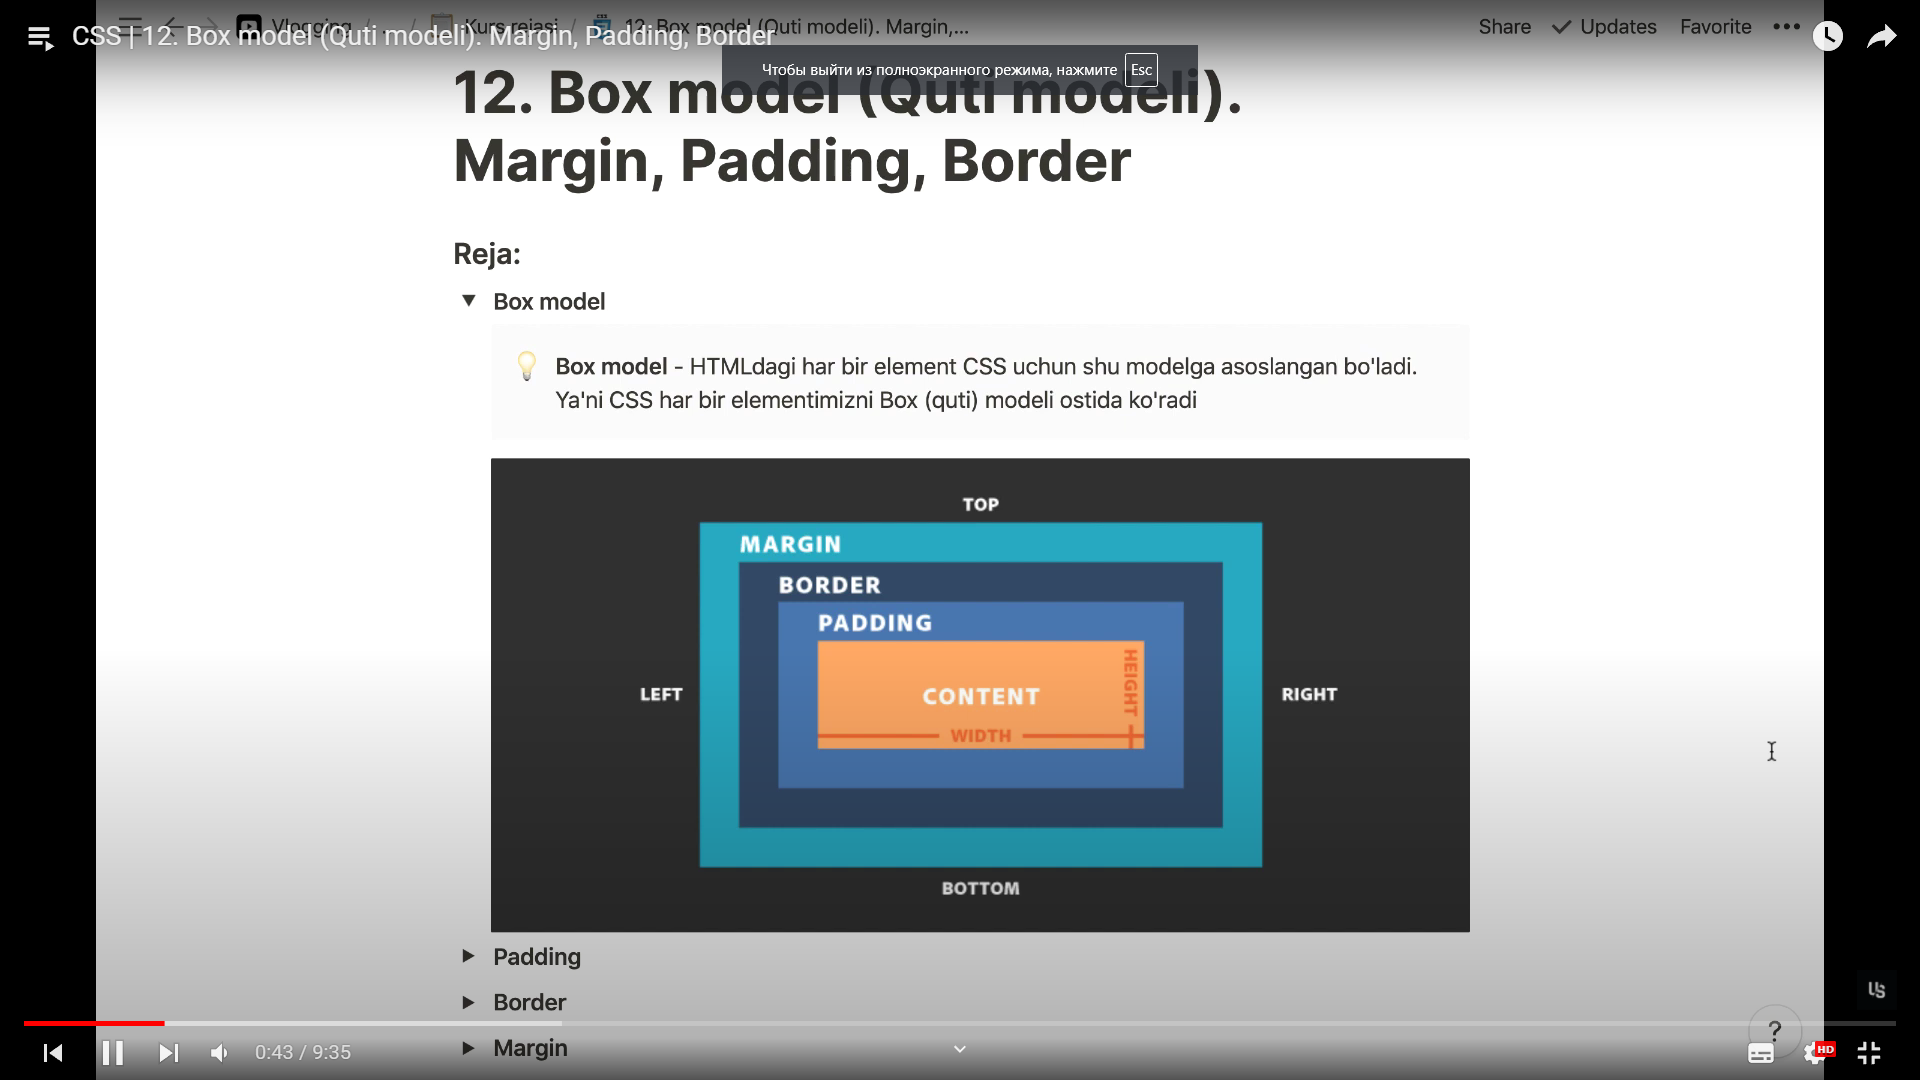 Vlogging / ... / Kurs rejasi / 12. Box model (Quti modeli). Margin,...
Share Updates Favorite
CSS | 12. Box model (Quti modeli). Margin, Padding, Border
Чтобы выйти из полноэкранного режима, нажмите Esc
12. Box model (Quti modeli).
Margin, Padding, Border
Reja:
Box model
Box model - HTMLdagi har bir element CSS uchun shu modelga asoslangan bo'ladi.
Ya'ni CSS har bir elementimizni Box (quti) modeli ostida ko'radi
TOP
MARGIN
BORDER
PADDING
HEIGHT
LEFT
CONTENT
RIGHT
WIDTH
BOTTOM
Padding
Border
Margin
US
?
0:43 / 9:35
HD